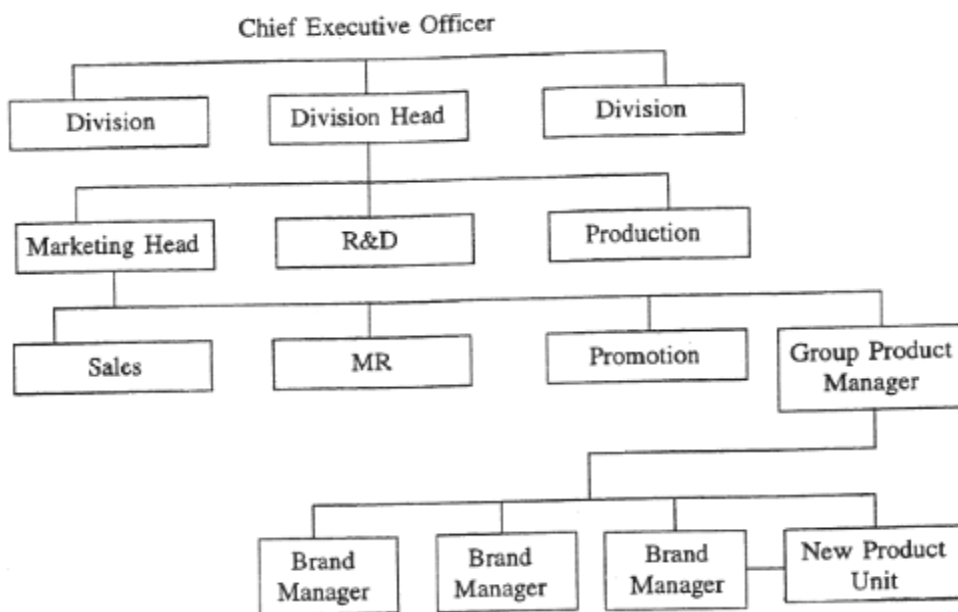 Chief Executive Officer
Division
Division Head
Division
Marketing Head
R&D
Production
Sales
MR
Promotion
Group Product
Manager
Brand
Manager
Brand
Manager
Brand
Manager
New Product
Unit